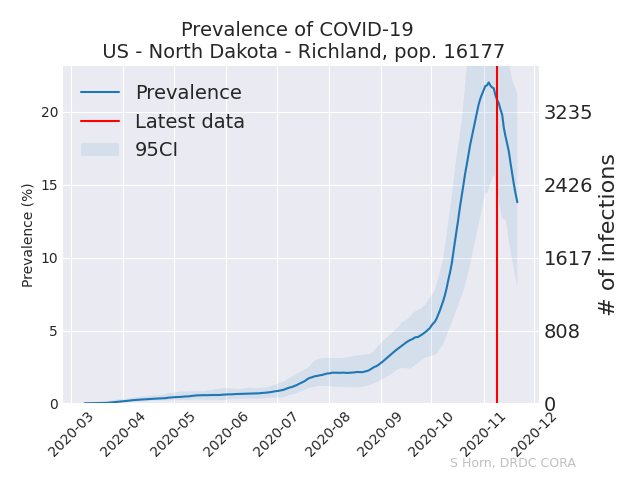 Prevalence of COVID-19
US - North Dakota - Richland, pop. 16177
Prevalence
Latest data
95CI
Prevalence (%)
20
15
10
5
0
3235
2426
1617
808
0
# of infections
2020-03
2020-04
2020-05
2020-06
2020-07
2020-08
2020-09
2020-10
2020-11
2020-12
S Horn, DRDC CORA